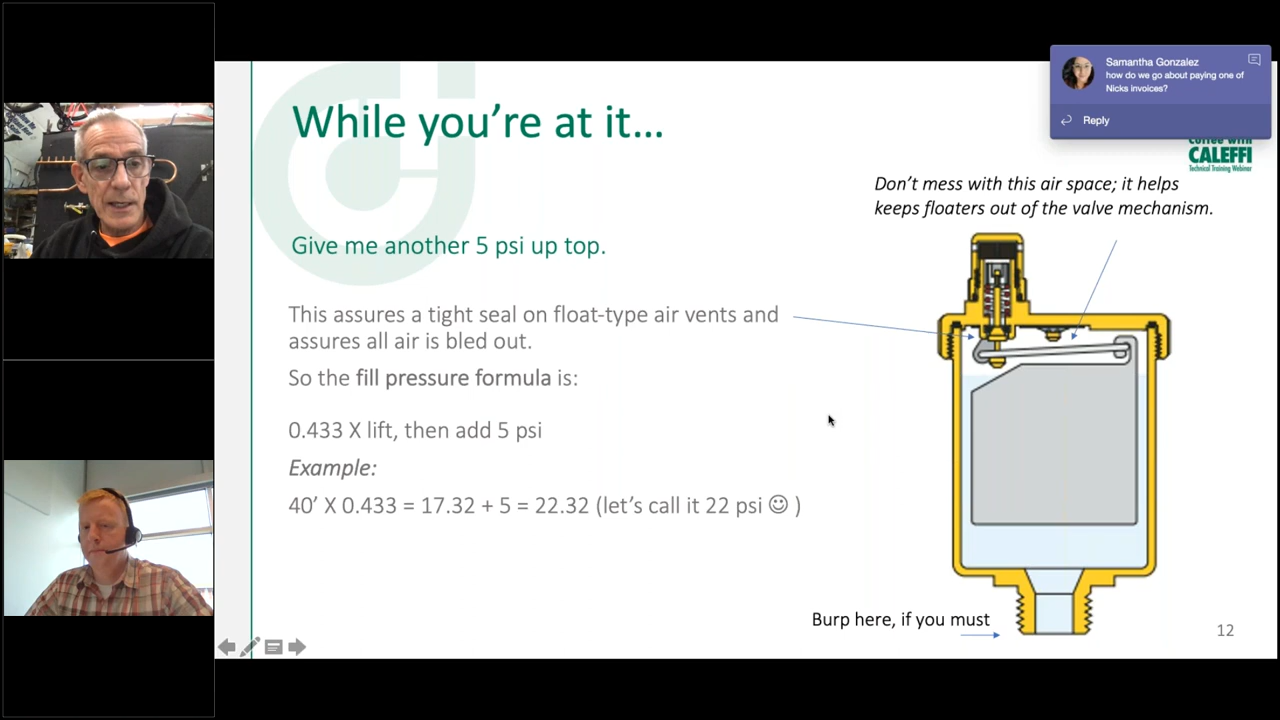 While you're at it...
Samantha Gonzalez
how do we go about paying one of
Nicks invoices?
Reply
Coffee with
CALEFFI
Technical Training Webinar
Don't mess with this air space; it helps
keeps floaters out of the valve mechanism.
Give me another 5 psi up top.
This assures a tight seal on float-type air vents and
assures all air is bled out.
So the fill pressure formula is:
0.433 X lift, then add 5 psi
Example:
40' X 0.433 = 17.32 + 5 = 22.32 (let's call it 22 psi ☺ )
Burp here, if you must
12